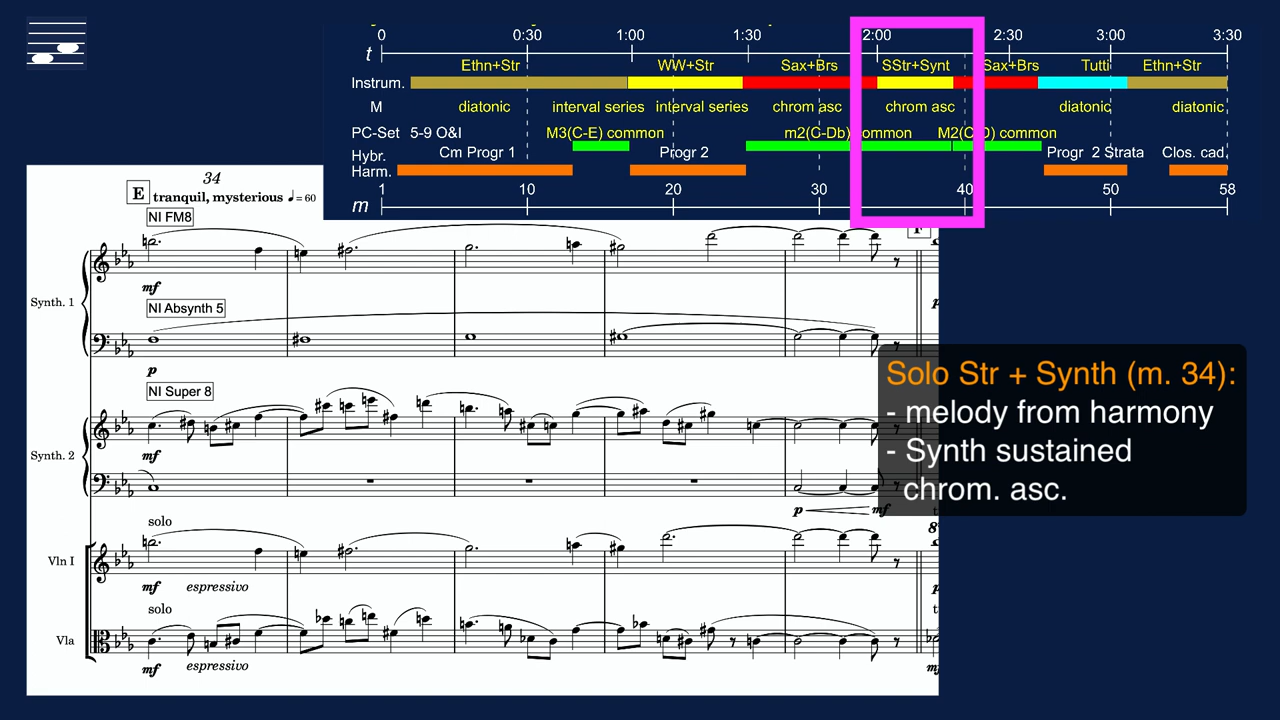 0 0:30 1:00 1:30 2:00 2:30 3:00 3:30
t
Ethn+Str WW+Str Sax+Brs SStr+Synt Sax+Brs Tutti Ethn+Str
Instrum.
M diatonic interval series interval series chrom asc chrom asc diatonic diatonic
PC-Set 5-9 O&I M3(C-E) common m2(C-Db) common M2(C-D) common
Hybr. Cm Progr 1 Progr 2 Progr 2 Strata Clos. cad.
Harm.
1 10 20 30 40 50 58
m
34
E tranquil, mysterious ♩= 60
NI FM8
Synth. 1
mf
NI Absynth 5
p
NI Super 8
Synth. 2
mf
p mf
solo
Vln I
mf espressivo
solo
Vla
mf espressivo
Solo Str + Synth (m. 34):
- melody from harmony
- Synth sustained
chrom. asc.